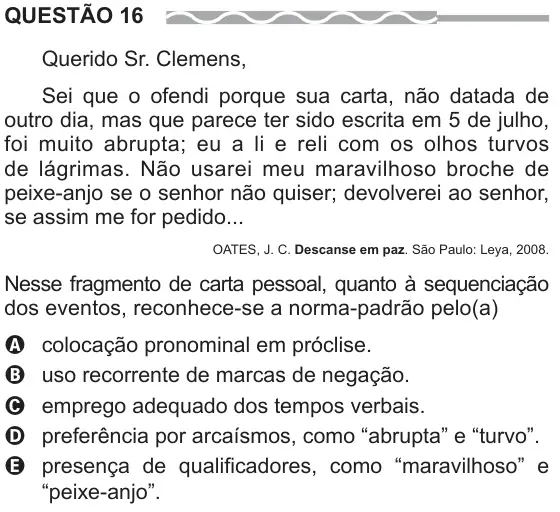 QUESTÃO 16
Querido Sr. Clemens,
Sei que o ofendi porque sua carta, não datada de
outro dia, mas que parece ter sido escrita em 5 de julho,
foi muito abrupta; eu a li e reli com os olhos turvos
de lágrimas. Não usarei meu maravilhoso broche de
peixe-anjo se o senhor não quiser; devolverei ao senhor,
se assim me for pedido...
OATES, J. C. Descanse em paz. São Paulo: Leya, 2008.
Nesse fragmento de carta pessoal, quanto à sequenciação
dos eventos, reconhece-se a norma-padrão pelo(a)
A colocação pronominal em próclise.
B uso recorrente de marcas de negação.
C emprego adequado dos tempos verbais.
D preferência por arcaísmos, como “abrupta” e “turvo”.
E presença de qualificadores, como “maravilhoso” e
“peixe-anjo”.